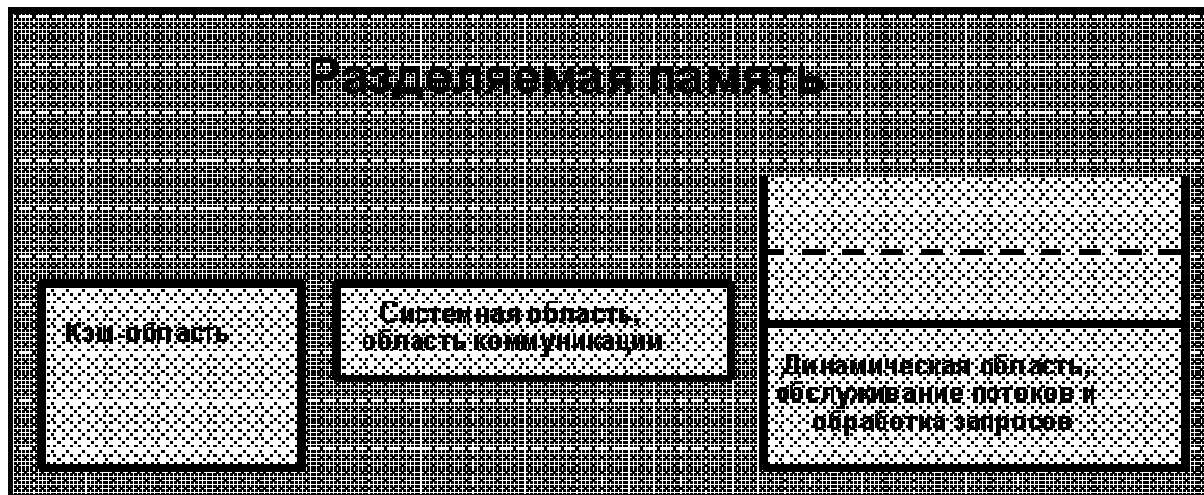 Разделяемая память
Кэш-область
Системная область,
область коммуникации
Динамическая область,
обслуживание потоков и
обработка запросов